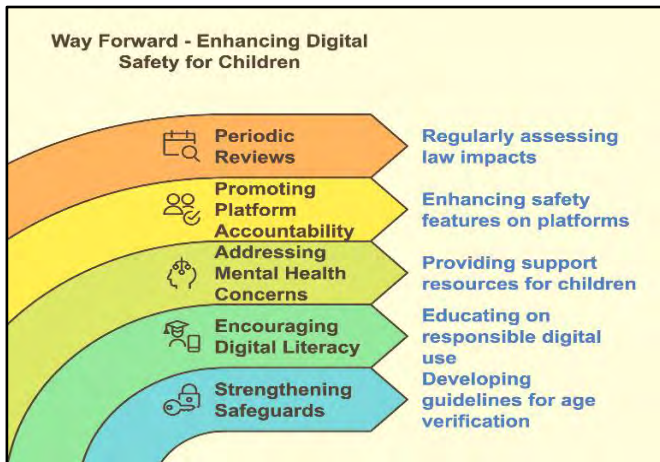 Way Forward - Enhancing Digital
Safety for Children
Periodic
Reviews
Regularly assessing
law impacts
Promoting
Platform
Accountability
Enhancing safety
features on platforms
Addressing
Mental Health
Concerns
Providing support
resources for children
Encouraging
Digital Literacy
Educating on
responsible digital
use
Strengthening
Safeguards
Developing
guidelines for age
verification